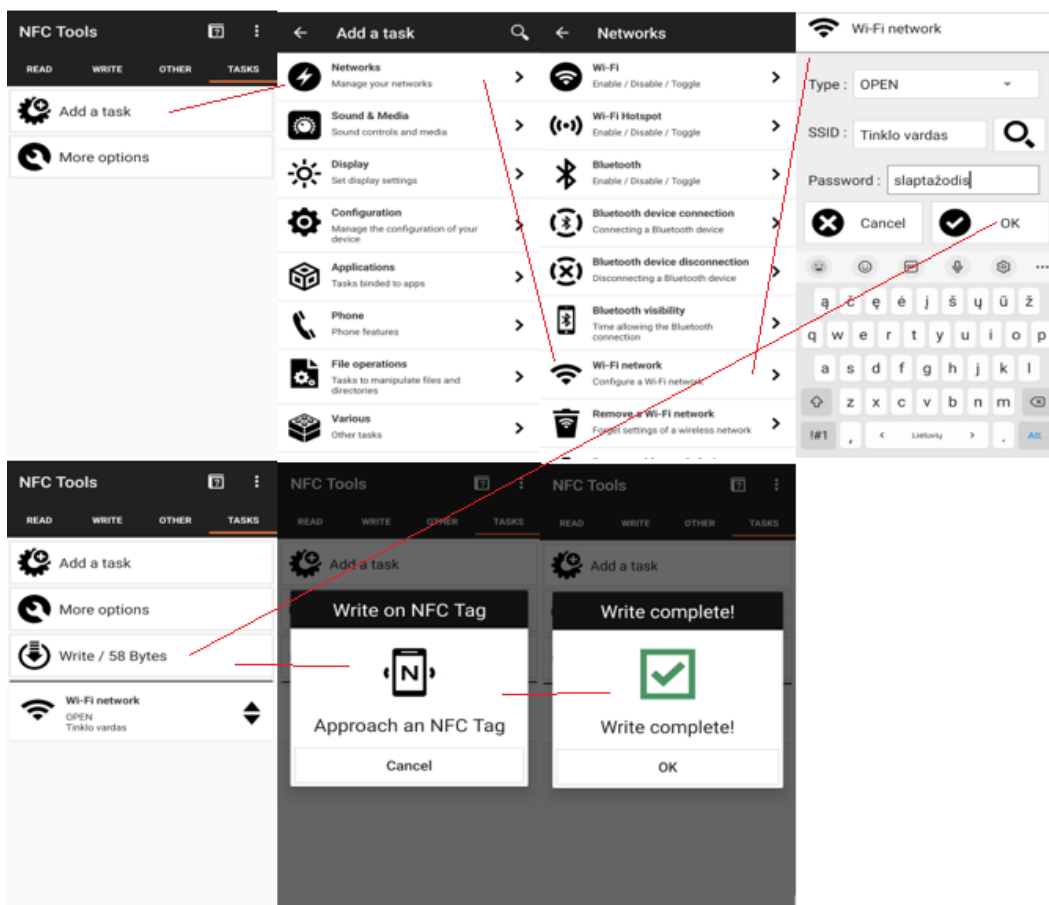 NFC Tools
READ WRITE OTHER TASKS
Add a task
More options
Add a task
Networks
Manage your networks
Sound & Media
Sound controls and media
Display
Set display settings
Configuration
Manage the configuration of your
device
Applications
Tasks binded to apps
Phone
Phone features
File operations
Tasks to manipulate files and
directories
Various
Other tasks
Networks
Wi-Fi
Enable / Disable / Toggle
Wi-Fi Hotspot
Enable / Disable / Toggle
Bluetooth
Enable / Disable / Toggle
Bluetooth device connection
Connecting a Bluetooth device
Bluetooth device disconnection
Disconnecting a Bluetooth device
Bluetooth visibility
Time allowing the Bluetooth
connection
Wi-Fi network
Configure a Wi-Fi network
Remove a Wi-Fi network
Forget settings of a wireless network
Wi-Fi network
Type : OPEN
SSID : Tinklo vardas
Password : slaptažodis
Cancel OK
ą č ę ė į š ų ū ž
q w e r t y u i o p
a s d f g h j k l
z x c v b n m
!#1 , < Lietuvių > . Atl.
NFC Tools
READ WRITE OTHER TASKS
Add a task
More options
Write / 58 Bytes
Wi-Fi network
OPEN
Tinklo vardas
NFC Tools
READ WRITE OTHER TASKS
Add a task
Write on NFC Tag
N
Approach an NFC Tag
Cancel
NFC Tools
READ WRITE OTHER TASKS
Add a task
Write complete!
Write complete!
OK